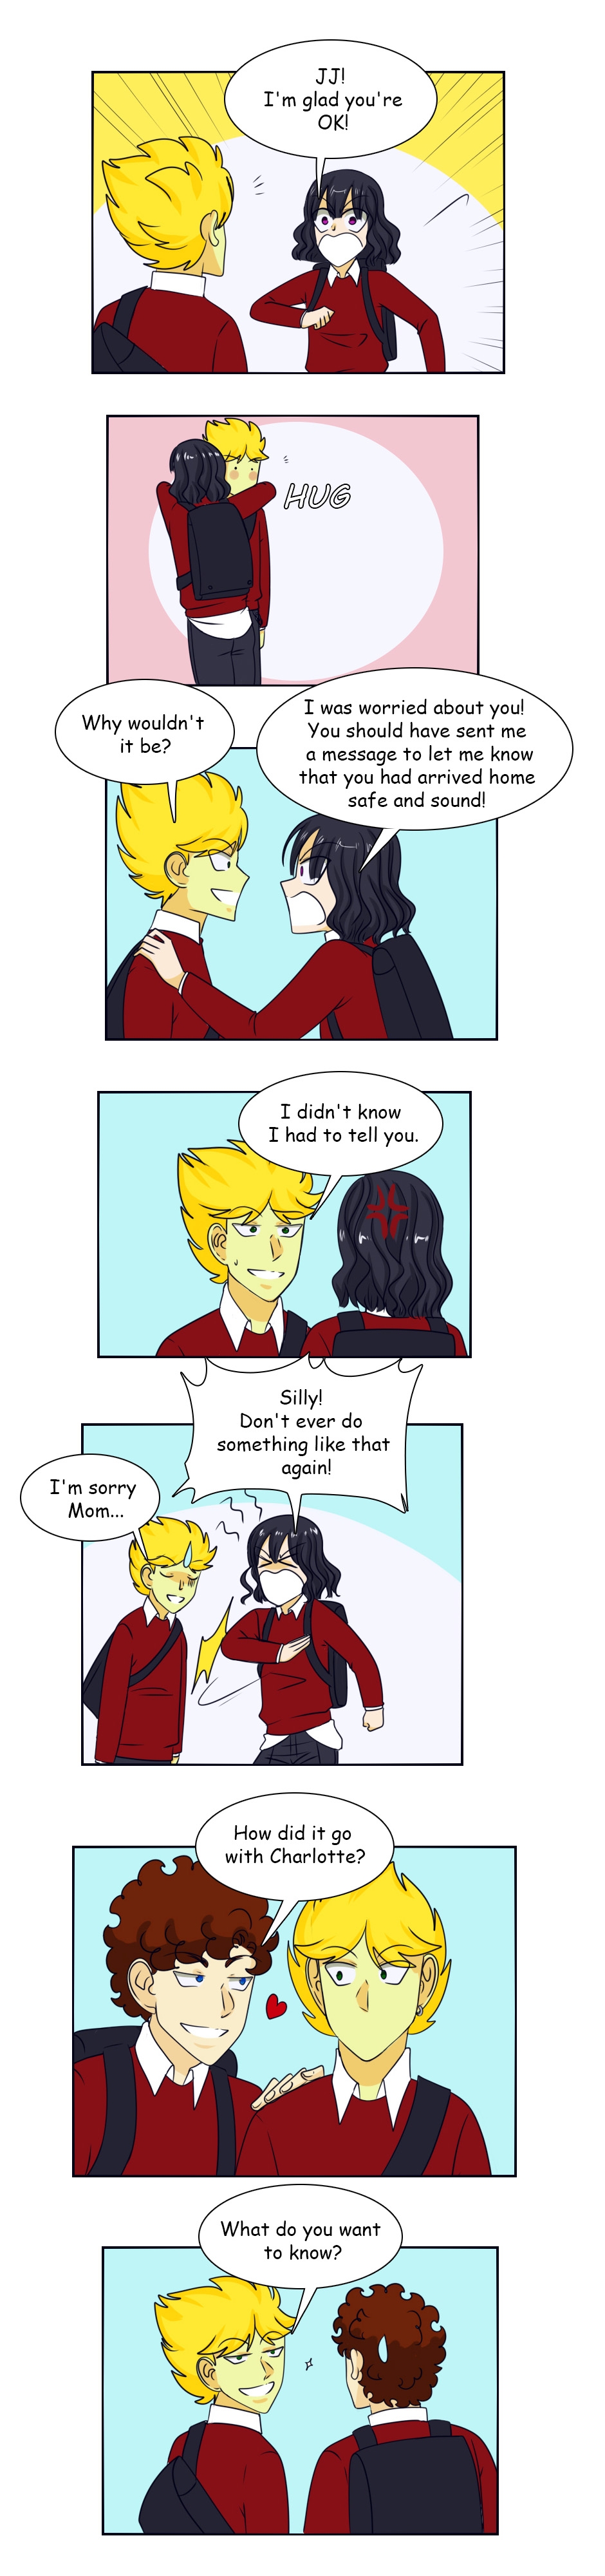 JJ!
I'm glad you're
OK!
HUG
Why wouldn't
it be?
I was worried about you!
You should have sent me
a message to let me know
that you had arrived home
safe and sound!
I didn't know
I had to tell you.
Silly!
Don't ever do
something like that
again!
I'm sorry
Mom...
How did it go
with Charlotte?
What do you want
to know?